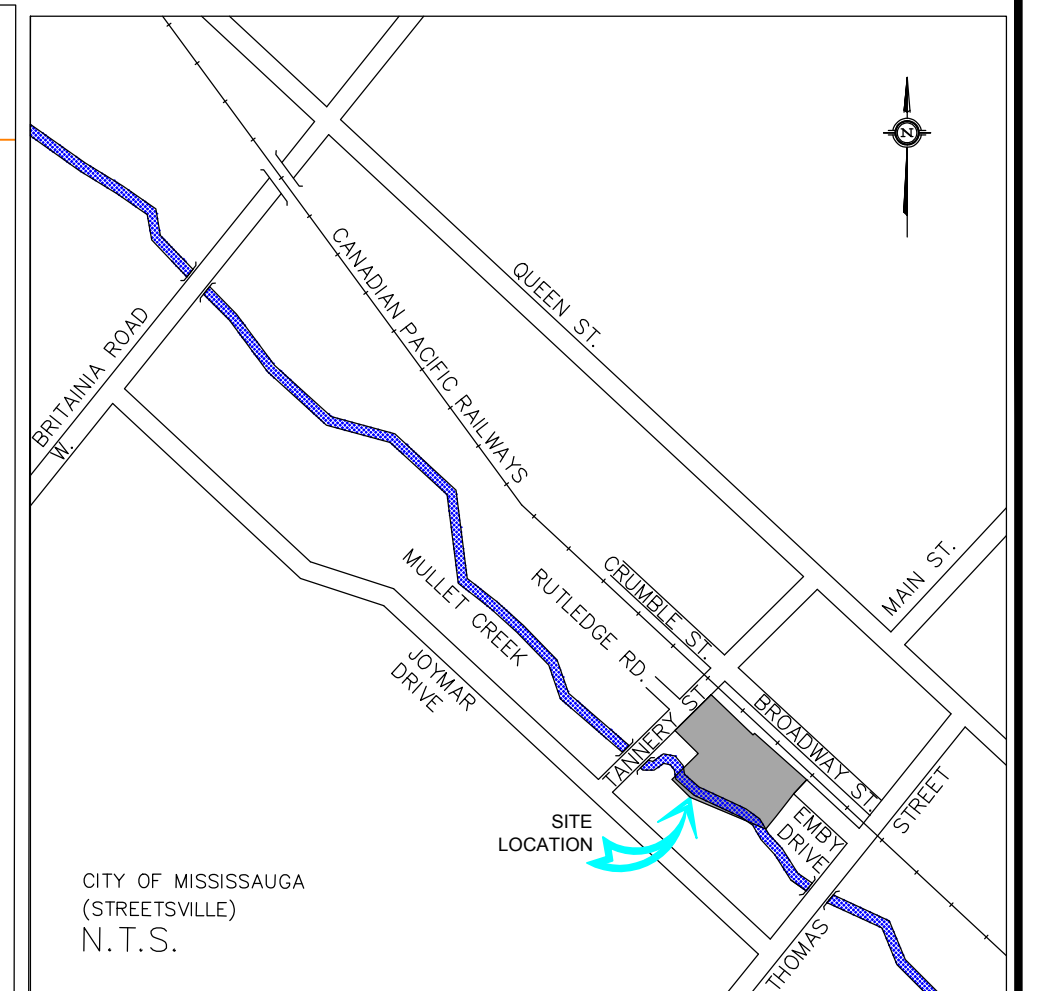 N
CANADIAN PACIFIC RAILWAYS
QUEEN ST.
BRITAINIA ROAD
W.
MAIN ST.
CRUMBLE ST.
RUTLEDGE RD.
MULLET CREEK
JOYMAR
DRIVE
TANNERY ST.
BROADWAY ST.
EMBY
DRIVE
THOMAS STREET
SITE
LOCATION
CITY OF MISSISSAUGA
(STREETSVILLE)
N.T.S.